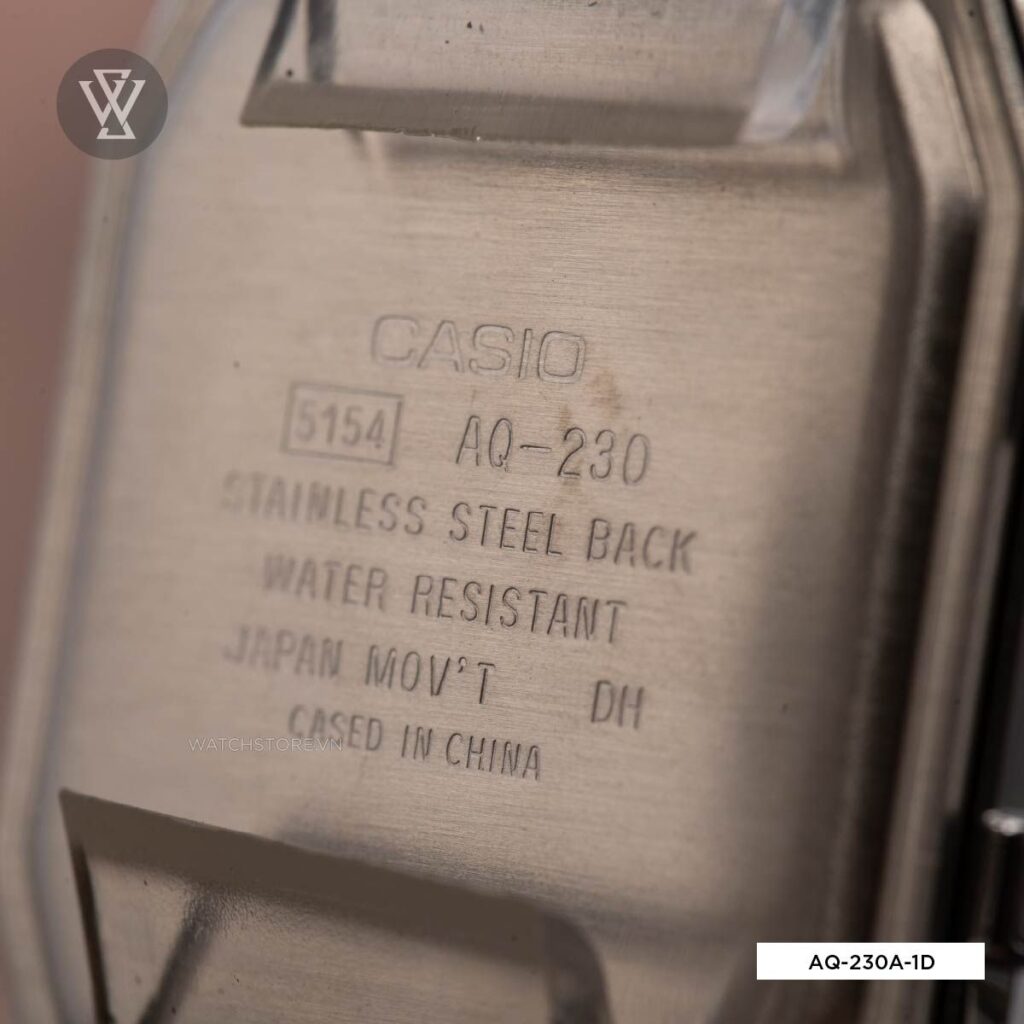 CASIO
5154 AQ-230
STAINLESS STEEL BACK
WATER RESISTANT
JAPAN MOV'T DH
CASED IN CHINA
WATCHSTORE.VN
AQ-230A-1D